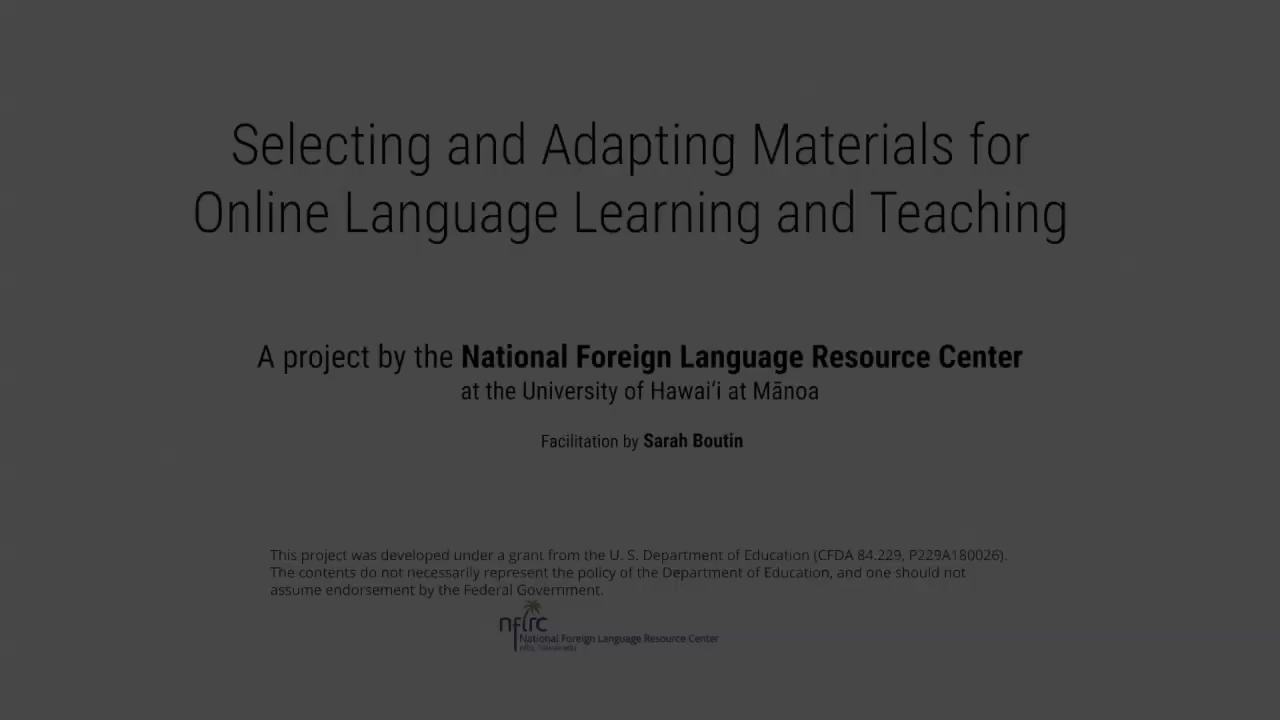 Selecting and Adapting Materials for
Online Language Learning and Teaching
A project by the National Foreign Language Resource Center
at the University of Hawaiʻi at Mānoa
Facilitation by Sarah Boutin
This project was developed under a grant from the U. S. Department of Education (CFDA 84.229, P229A180026).
The contents do not necessarily represent the policy of the Department of Education, and one should not
assume endorsement by the Federal Government.
nflrc
National Foreign Language Resource Center